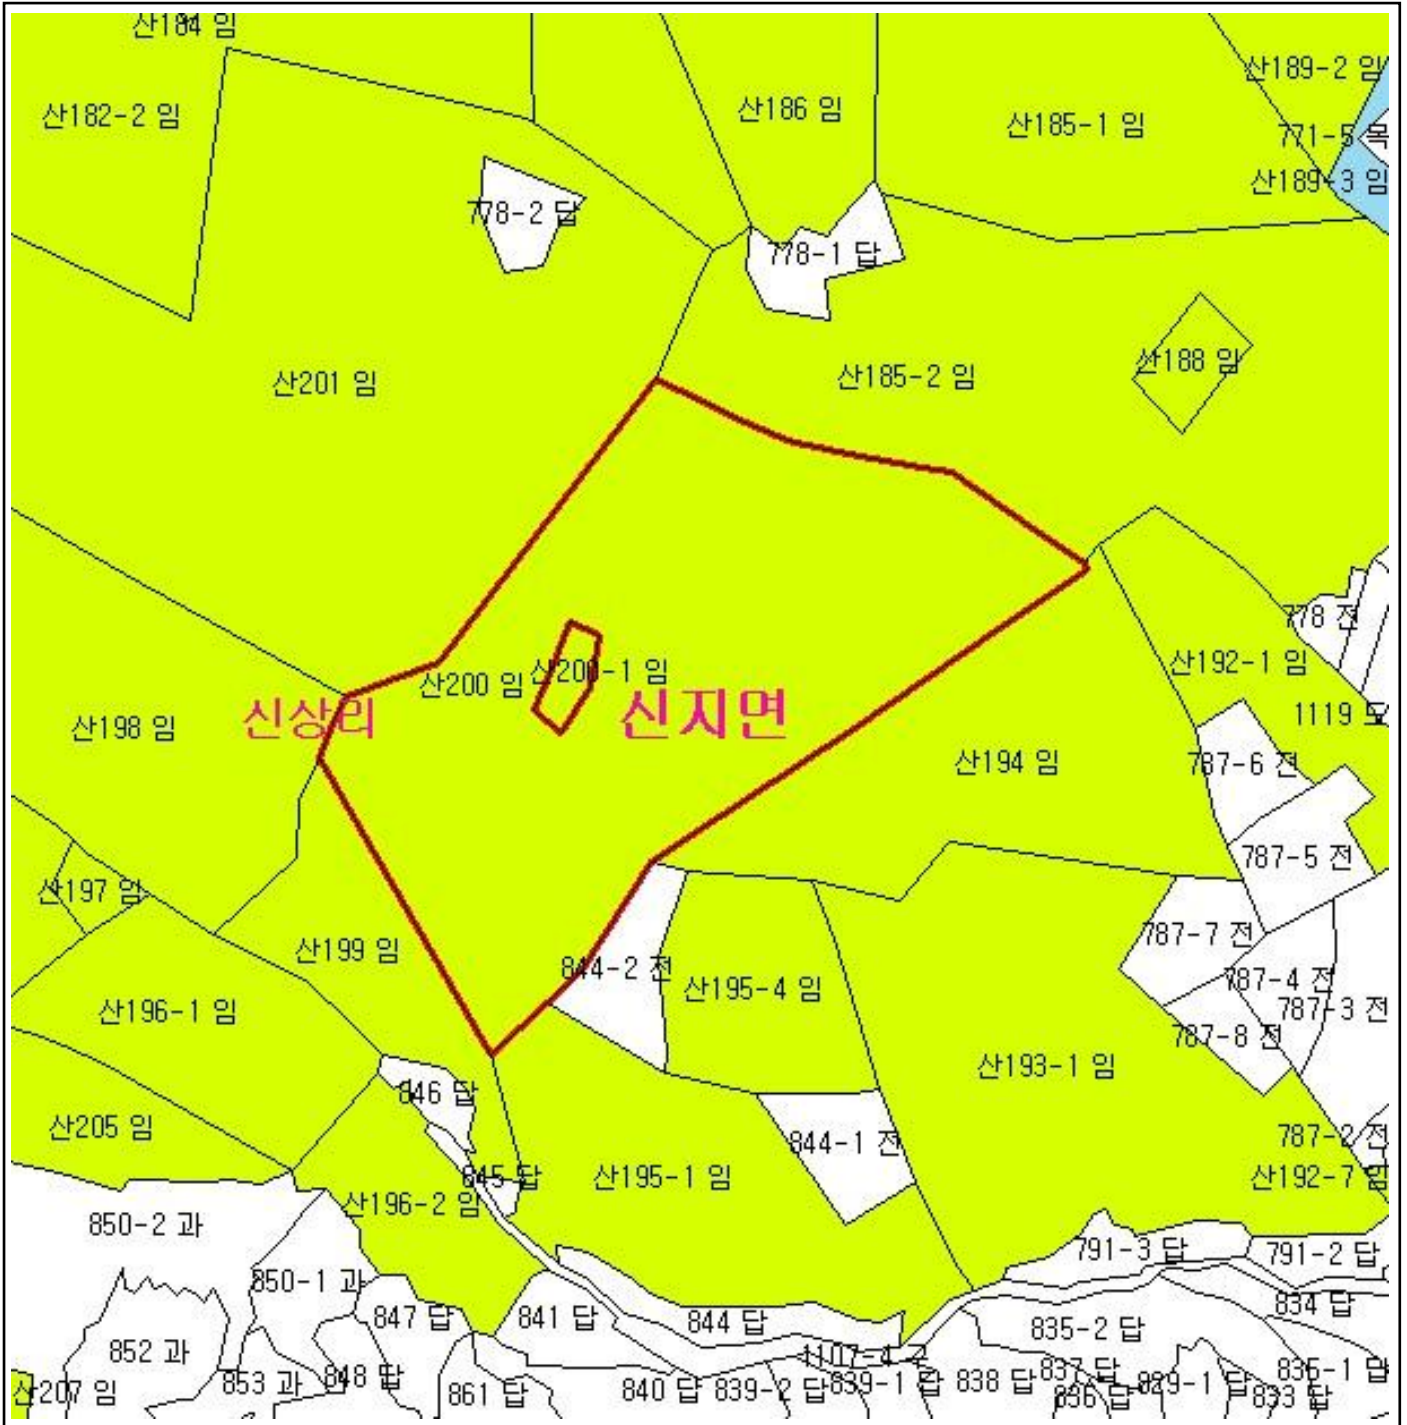 산184 임
산182-2 임
산186 임
산185-1 임
산189-2 임
771-5 목
산189-3 임
778-2 답
778-1 답
산201 임
산185-2 임
산188 임
778 전
산192-1 임
산200 임
산200-1 임
신지면
신상리
산198 임
1119 도
산194 임
787-6 전
787-5 전
산197 임
산199 임
844-2 전
산195-4 임
787-7 전
787-4 전
787-3 전
787-8 전
산196-1 임
산193-1 임
846 답
산205 임
844-1 전
787-2 전
산192-7 임
845 답
산195-1 임
산196-2 임
850-2 과
791-3 답
791-2 답
850-1 과
847 답
841 답
844 답
835-2 답
834 답
852 과
853 과
848 답
861 답
840 답
839-2 답
839-1 답
838 답
837 답
836 답
829-1 답
833 답
835-1 답
산207 임